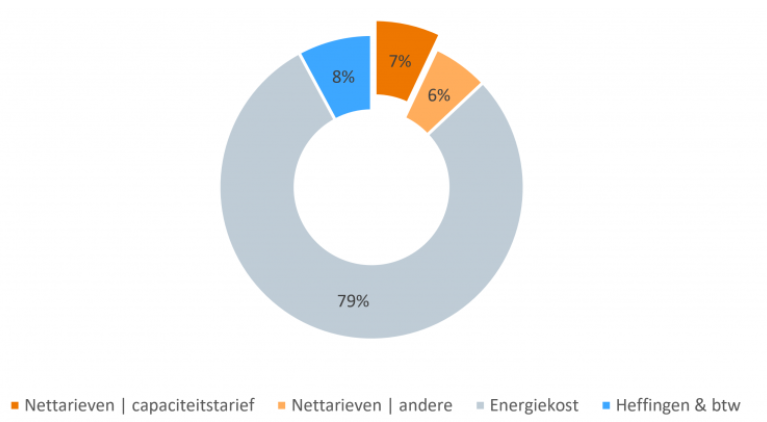 7%
8%
6%
79%
Nettarieven | capaciteitstarief Nettarieven | andere Energiekost Heffingen & btw